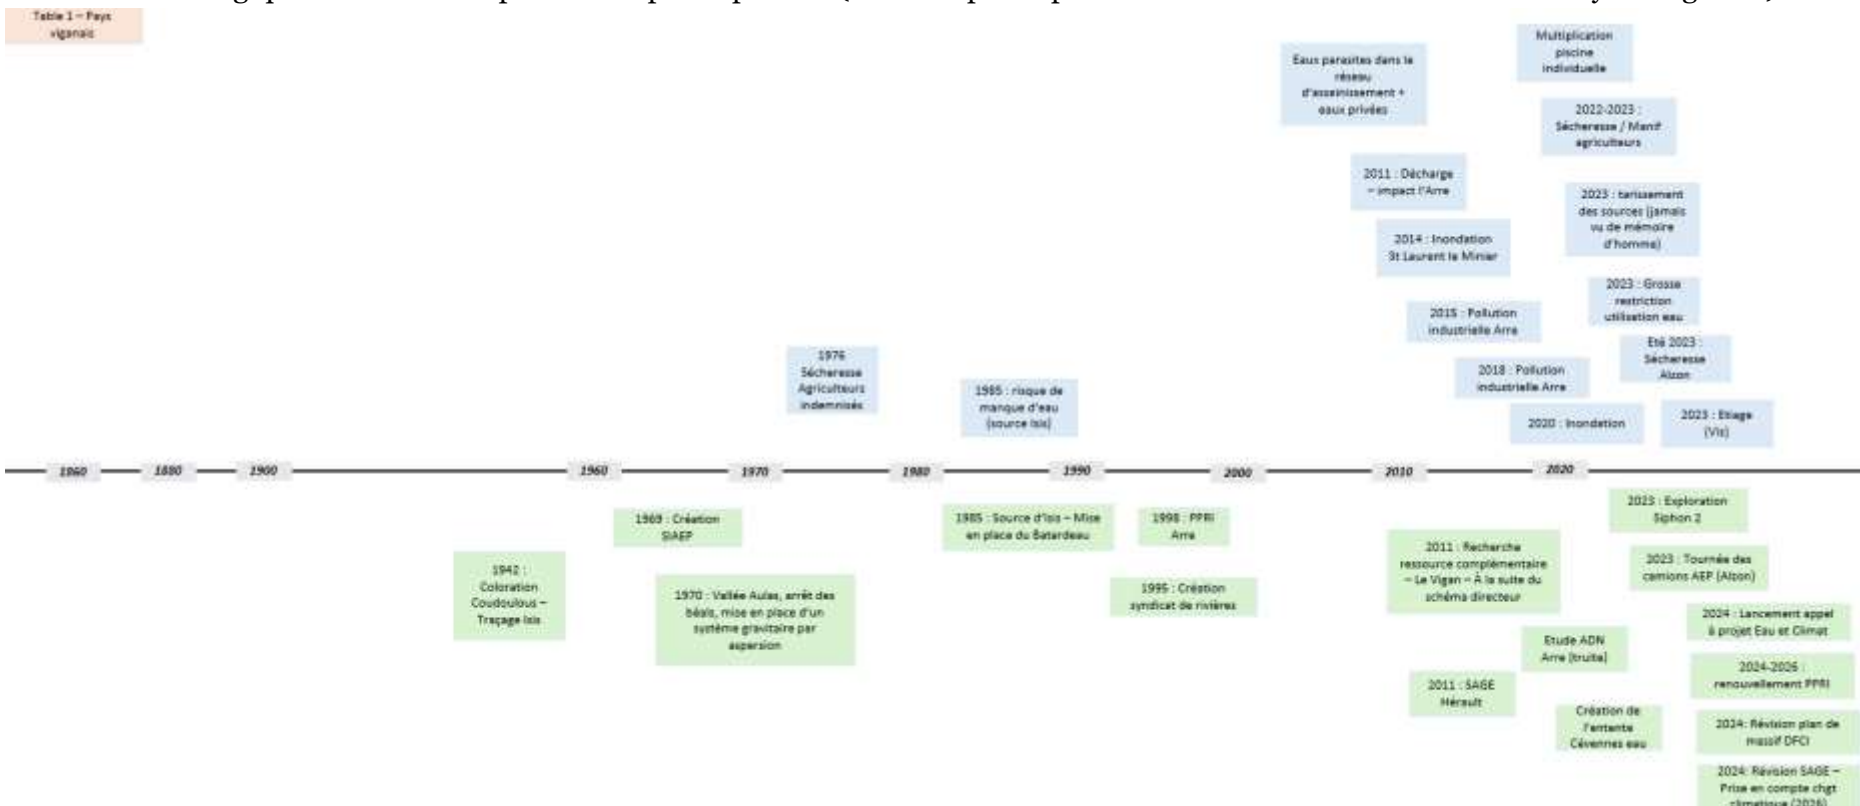 Table 1 – Pays
viganais
Multiplication
piscine
individuelle
Eaux parasites dans le
réseau
d'assainissement +
eaux privées
2022-2023 :
Sécheresse / Manif
agriculteurs
2011 : Décharge
– impact l'Arre
2023 : tarissement
des sources (jamais
vu de mémoire
d'homme)
2014 : Inondation
St Laurent le Minier
2023 : Grosse
restriction
utilisation eau
2015 : Pollution
industrielle Arre
Eté 2023 :
Sécheresse
Alzon
1976
Sécheresse
Agriculteurs
indemnisés
2018 : Pollution
industrielle Arre
1985 : risque de
manque d'eau
(source Isis)
2020 : Inondation
2023 : Etiage
(Vis)
1860 1880 1900 1960 1970 1980 1990 2000 2010 2020
2023 : Exploration
Siphon 2
1969 : Création
SIAEP
1985 : Source d'Isis – Mise
en place du Batardeau
1998 : PPRI
Arre
2011 : Recherche
ressource complémentaire
– Le Vigan – À la suite du
schéma directeur
2023 : Tournée des
camions AEP (Alzon)
1942 :
Coloration
Coudoulous –
Traçage Isis
1970 : Vallée Aulas, arrêt des
béals, mise en place d'un
système gravitaire par
aspersion
1995 : Création
syndicat de rivières
2024 : Lancement appel
à projet Eau et Climat
Etude ADN
Arre (truite)
2024-2026 :
renouvellement PPRI
2011 : SAGE
Hérault
Création de
l'entente
Cévennes eau
2024: Révision plan de
massif DFCI
2024: Révision SAGE –
Prise en compte chgt
climatique (2026)